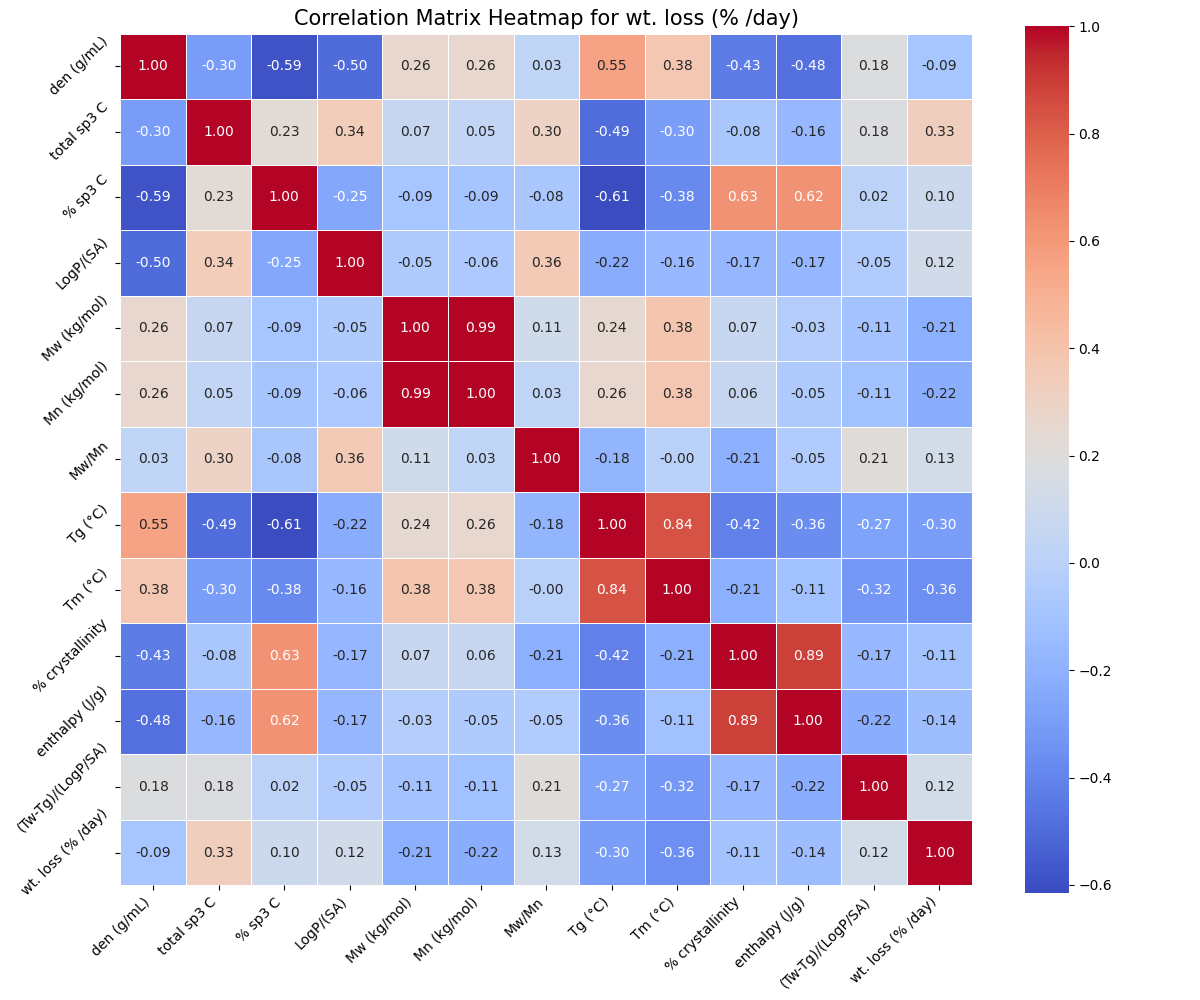 Correlation Matrix Heatmap for wt. loss (% /day)
den (g/mL) 1.00 -0.30 -0.59 -0.50 0.26 0.26 0.03 0.55 0.38 -0.43 -0.48 0.18 -0.09
total sp3 C -0.30 1.00 0.23 0.34 0.07 0.05 0.30 -0.49 -0.30 -0.08 -0.16 0.18 0.33
% sp3 C -0.59 0.23 1.00 -0.25 -0.09 -0.09 -0.08 -0.61 -0.38 0.63 0.62 0.02 0.10
LogP/(SA) -0.50 0.34 -0.25 1.00 -0.05 -0.06 0.36 -0.22 -0.16 -0.17 -0.17 -0.05 0.12
Mw (kg/mol) 0.26 0.07 -0.09 -0.05 1.00 0.99 0.11 0.24 0.38 0.07 -0.03 -0.11 -0.21
Mn (kg/mol) 0.26 0.05 -0.09 -0.06 0.99 1.00 0.03 0.26 0.38 0.06 -0.05 -0.11 -0.22
Mw/Mn 0.03 0.30 -0.08 0.36 0.11 0.03 1.00 -0.18 -0.00 -0.21 -0.05 0.21 0.13
Tg (°C) 0.55 -0.49 -0.61 -0.22 0.24 0.26 -0.18 1.00 0.84 -0.42 -0.36 -0.27 -0.30
Tm (°C) 0.38 -0.30 -0.38 -0.16 0.38 0.38 -0.00 0.84 1.00 -0.21 -0.11 -0.32 -0.36
% crystallinity -0.43 -0.08 0.63 -0.17 0.07 0.06 -0.21 -0.42 -0.21 1.00 0.89 -0.17 -0.11
enthalpy (J/g) -0.48 -0.16 0.62 -0.17 -0.03 -0.05 -0.05 -0.36 -0.11 0.89 1.00 -0.22 -0.14
(Tw-Tg)/(LogP/SA) 0.18 0.18 0.02 -0.05 -0.11 -0.11 0.21 -0.27 -0.32 -0.17 -0.22 1.00 0.12
wt. loss (% /day) -0.09 0.33 0.10 0.12 -0.21 -0.22 0.13 -0.30 -0.36 -0.11 -0.14 0.12 1.00
den (g/mL) total sp3 C % sp3 C LogP/(SA) Mw (kg/mol) Mn (kg/mol) Mw/Mn Tg (°C) Tm (°C) % crystallinity enthalpy (J/g) (Tw-Tg)/(LogP/SA) wt. loss (% /day)
1.0
0.8
0.6
0.4
0.2
0.0
−0.2
−0.4
−0.6